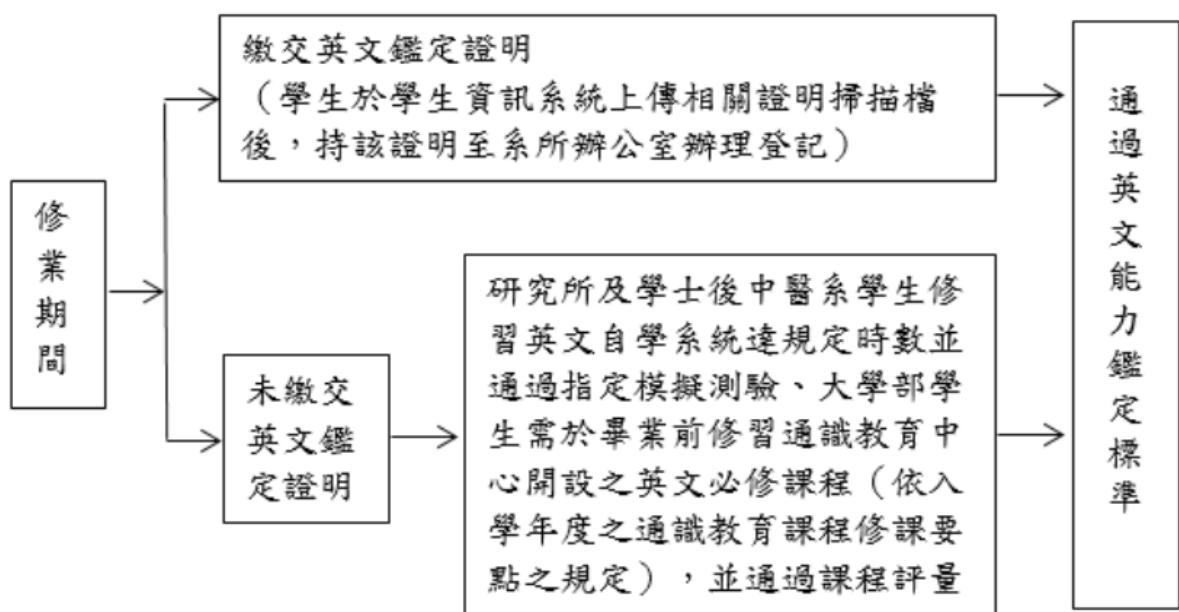 修業期間
繳交英文鑑定證明
（學生於學生資訊系統上傳相關證明掃描檔
後，持該證明至系所辦公室辦理登記）
未繳交
英文鑑
定證明
研究所及學士後中醫系學生修
習英文自學系統達規定時數並
通過指定模擬測驗、大學部學
生需於畢業前修習通識教育中
心開設之英文必修課程（依入
學年度之通識教育課程修課要
點之規定），並通過課程評量
通過英文能力鑑定標準